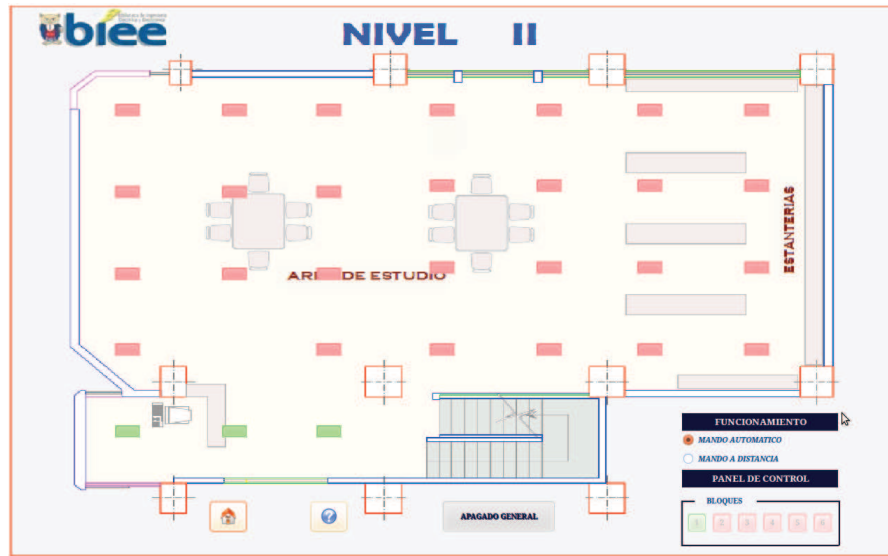 biee
NIVEL II
ESTANTERIAS
DE ESTUDIO
FUNCIONAMIENTO
MANDO AUTOMATICO
MANDO A DISTANCIA
PANEL DE CONTROL
BLOQUES
1 2 3 4 5 6
?
APAGADO GENERAL